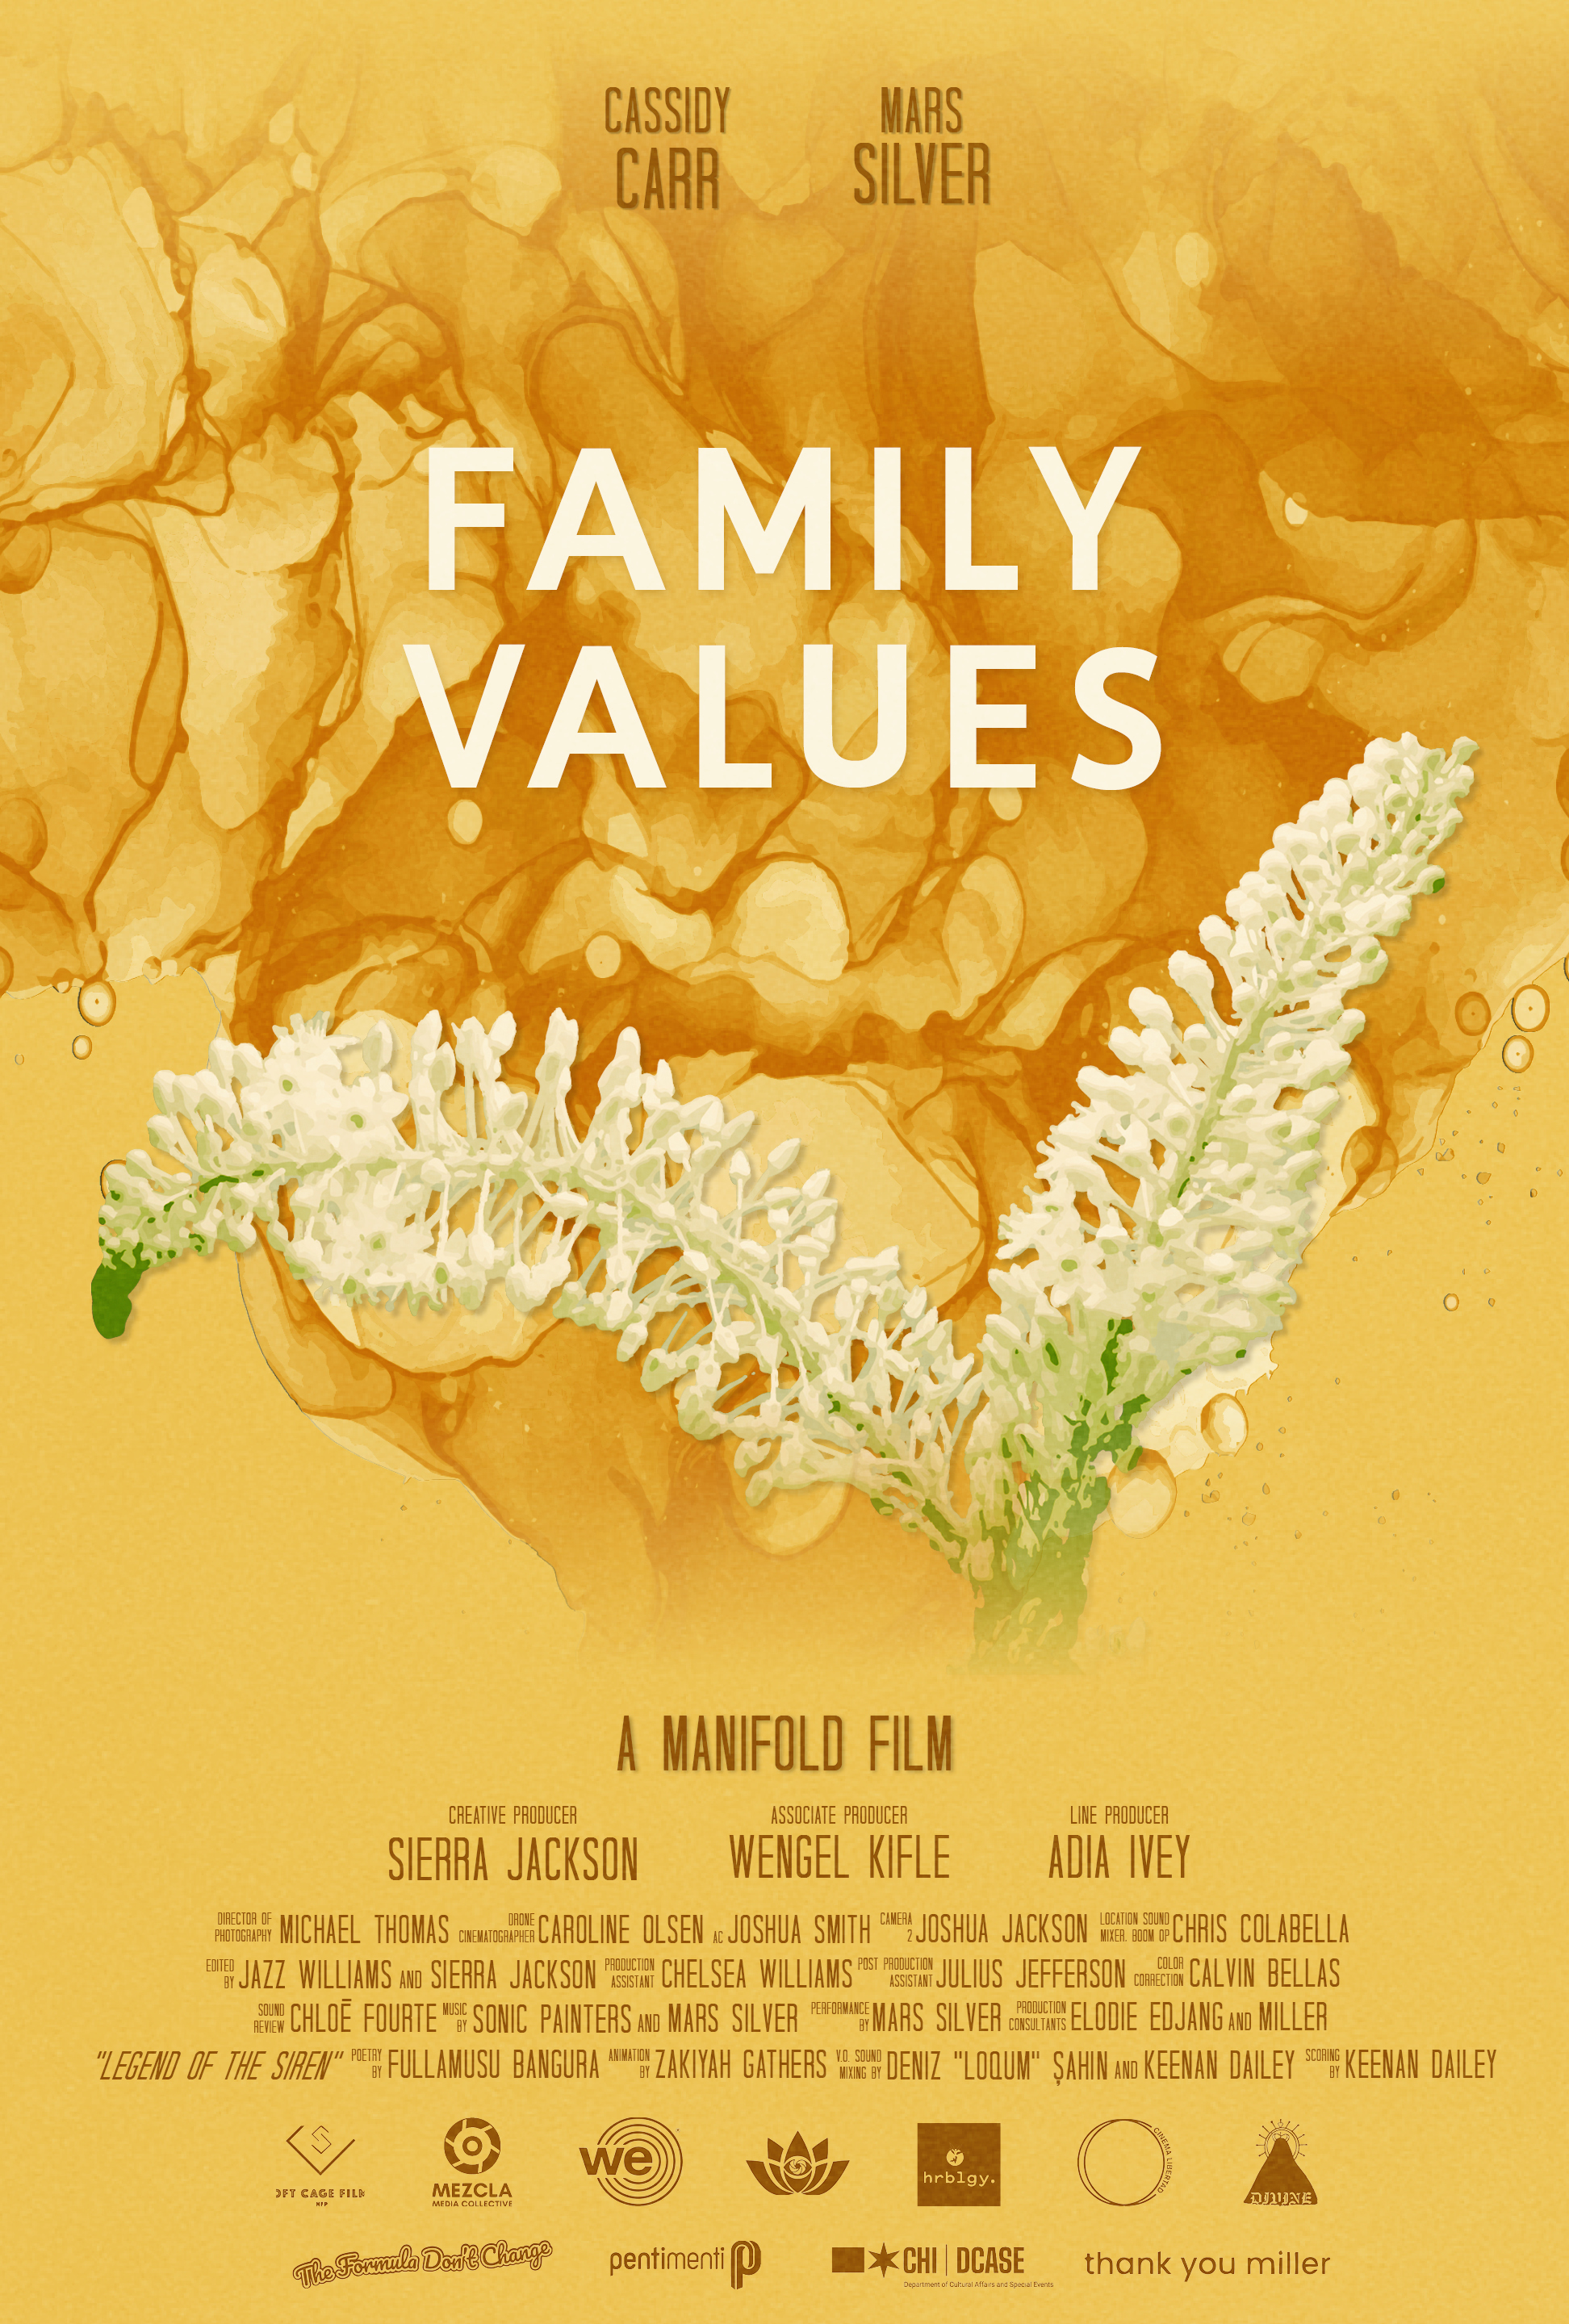 CASSIDY CARR
MARS SILVER
FAMILY
VALUES
A MANIFOLD FILM
CREATIVE PRODUCER
SIERRA JACKSON
ASSOCIATE PRODUCER
WENGEL KIFLE
LINE PRODUCER
ADIA IVEY
DIRECTOR OF PHOTOGRAPHY MICHAEL THOMAS DRONE CINEMATOGRAPHER CAROLINE OLSEN AC JOSHUA SMITH CAMERA 2 JOSHUA JACKSON LOCATION SOUND MIXER. BOOM OP CHRIS COLABELLA
EDITED BY JAZZ WILLIAMS AND SIERRA JACKSON PRODUCTION ASSISTANT CHELSEA WILLIAMS POST PRODUCTION ASSISTANT JULIUS JEFFERSON COLOR CORRECTION CALVIN BELLAS
SOUND REVIEW CHLOĒ FOURTE MUSIC BY SONIC PAINTERS AND MARS SILVER PERFORMANCE BY MARS SILVER PRODUCTION CONSULTANTS ELODIE EDJANG AND MILLER
"LEGEND OF THE SIREN" POETRY BY FULLAMUSU BANGURA ANIMATION BY ZAKIYAH GATHERS V.O. SOUND MIXING BY DENIZ "LOQUM" ŞAHIN AND KEENAN DAILEY SCORING BY KEENAN DAILEY
OFT CAGE FILM
NFP
MEZCLA
MEDIA COLLECTIVE
we
hrblgy.
CINEMA LIBERTAD
DIVINE
The Formula Don't Change
pentimenti
CHI | DCASE
Department of Cultural Affairs and Special Events
thank you miller